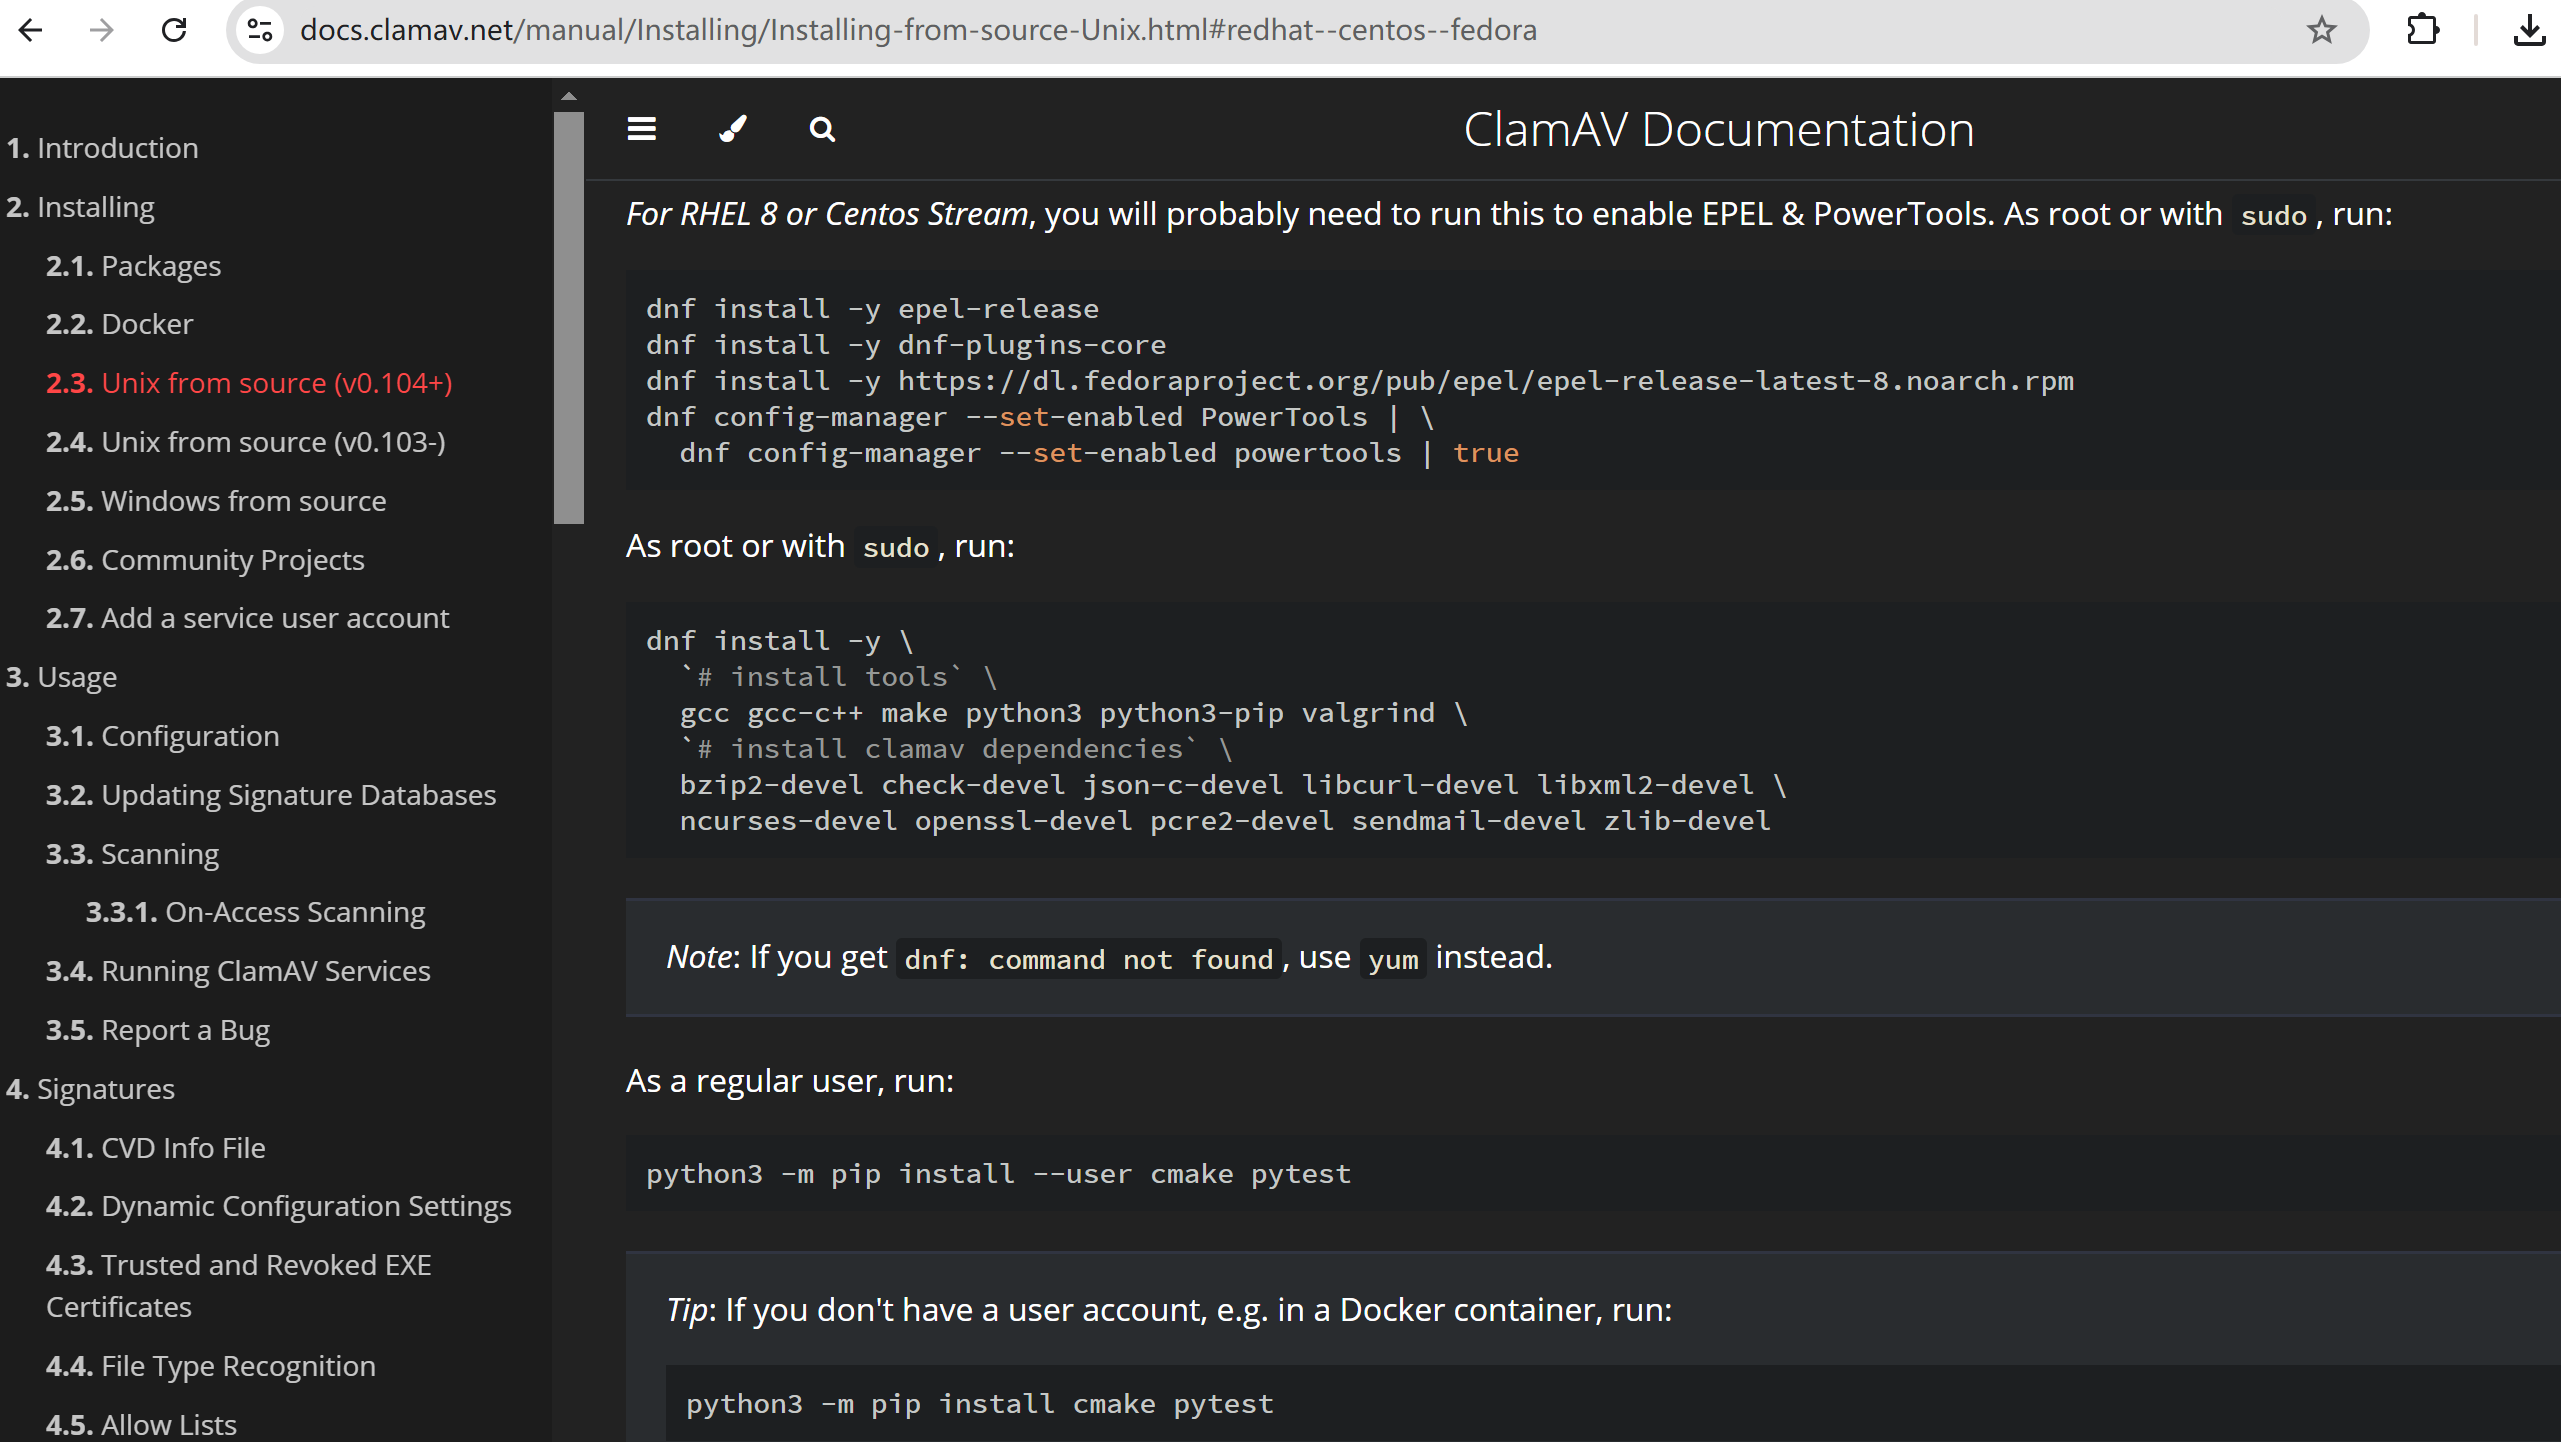 docs.clamav.net/manual/Installing/Installing-from-source-Unix.html#redhat--centos--fedora
1. Introduction
2. Installing
2.1. Packages
2.2. Docker
2.3. Unix from source (v0.104+)
2.4. Unix from source (v0.103-)
2.5. Windows from source
2.6. Community Projects
2.7. Add a service user account
3. Usage
3.1. Configuration
3.2. Updating Signature Databases
3.3. Scanning
3.3.1. On-Access Scanning
3.4. Running ClamAV Services
3.5. Report a Bug
4. Signatures
4.1. CVD Info File
4.2. Dynamic Configuration Settings
4.3. Trusted and Revoked EXE
Certificates
4.4. File Type Recognition
4.5. Allow Lists
ClamAV Documentation
For RHEL 8 or Centos Stream, you will probably need to run this to enable EPEL & PowerTools. As root or with sudo, run:
dnf install -y epel-release
dnf install -y dnf-plugins-core
dnf install -y https://dl.fedoraproject.org/pub/epel/epel-release-latest-8.noarch.rpm
dnf config-manager --set-enabled PowerTools | \
  dnf config-manager --set-enabled powertools | true
As root or with sudo, run:
dnf install -y \
  `# install tools` \
  gcc gcc-c++ make python3 python3-pip valgrind \
  `# install clamav dependencies` \
  bzip2-devel check-devel json-c-devel libcurl-devel libxml2-devel \
  ncurses-devel openssl-devel pcre2-devel sendmail-devel zlib-devel
Note: If you get dnf: command not found, use yum instead.
As a regular user, run:
python3 -m pip install --user cmake pytest
Tip: If you don't have a user account, e.g. in a Docker container, run:
python3 -m pip install cmake pytest